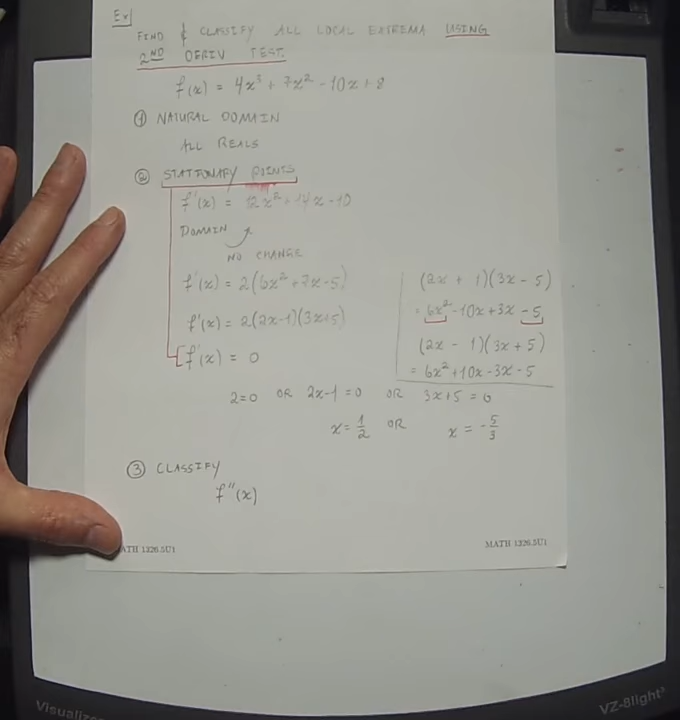 Ex/
FIND & CLASSIFY ALL LOCAL EXTREMA USING
2ND DERIV TEST.
f(x) = 4x³ + 7x² - 10x + 8
① NATURAL DOMAIN
ALL REALS
② STATIONARY POINTS
f'(x) = 12x² + 14x - 10
DOMAIN
NO CHANGE
f'(x) = 2(6x² + 7x - 5)
f'(x) = 2(2x-1)(3x+5)
f'(x) = 0
(2x + 1)(3x - 5)
= 6x² - 10x + 3x - 5
(2x - 1)(3x + 5)
= 6x² + 10x - 3x - 5
2=0 OR 2x-1=0 OR 3x+5=0
x = 1/2 OR x = -5/3
③ CLASSIFY
f''(x)
MATH 1226.5U1
MATH 1226.5U1
Visualize
VZ-8light³